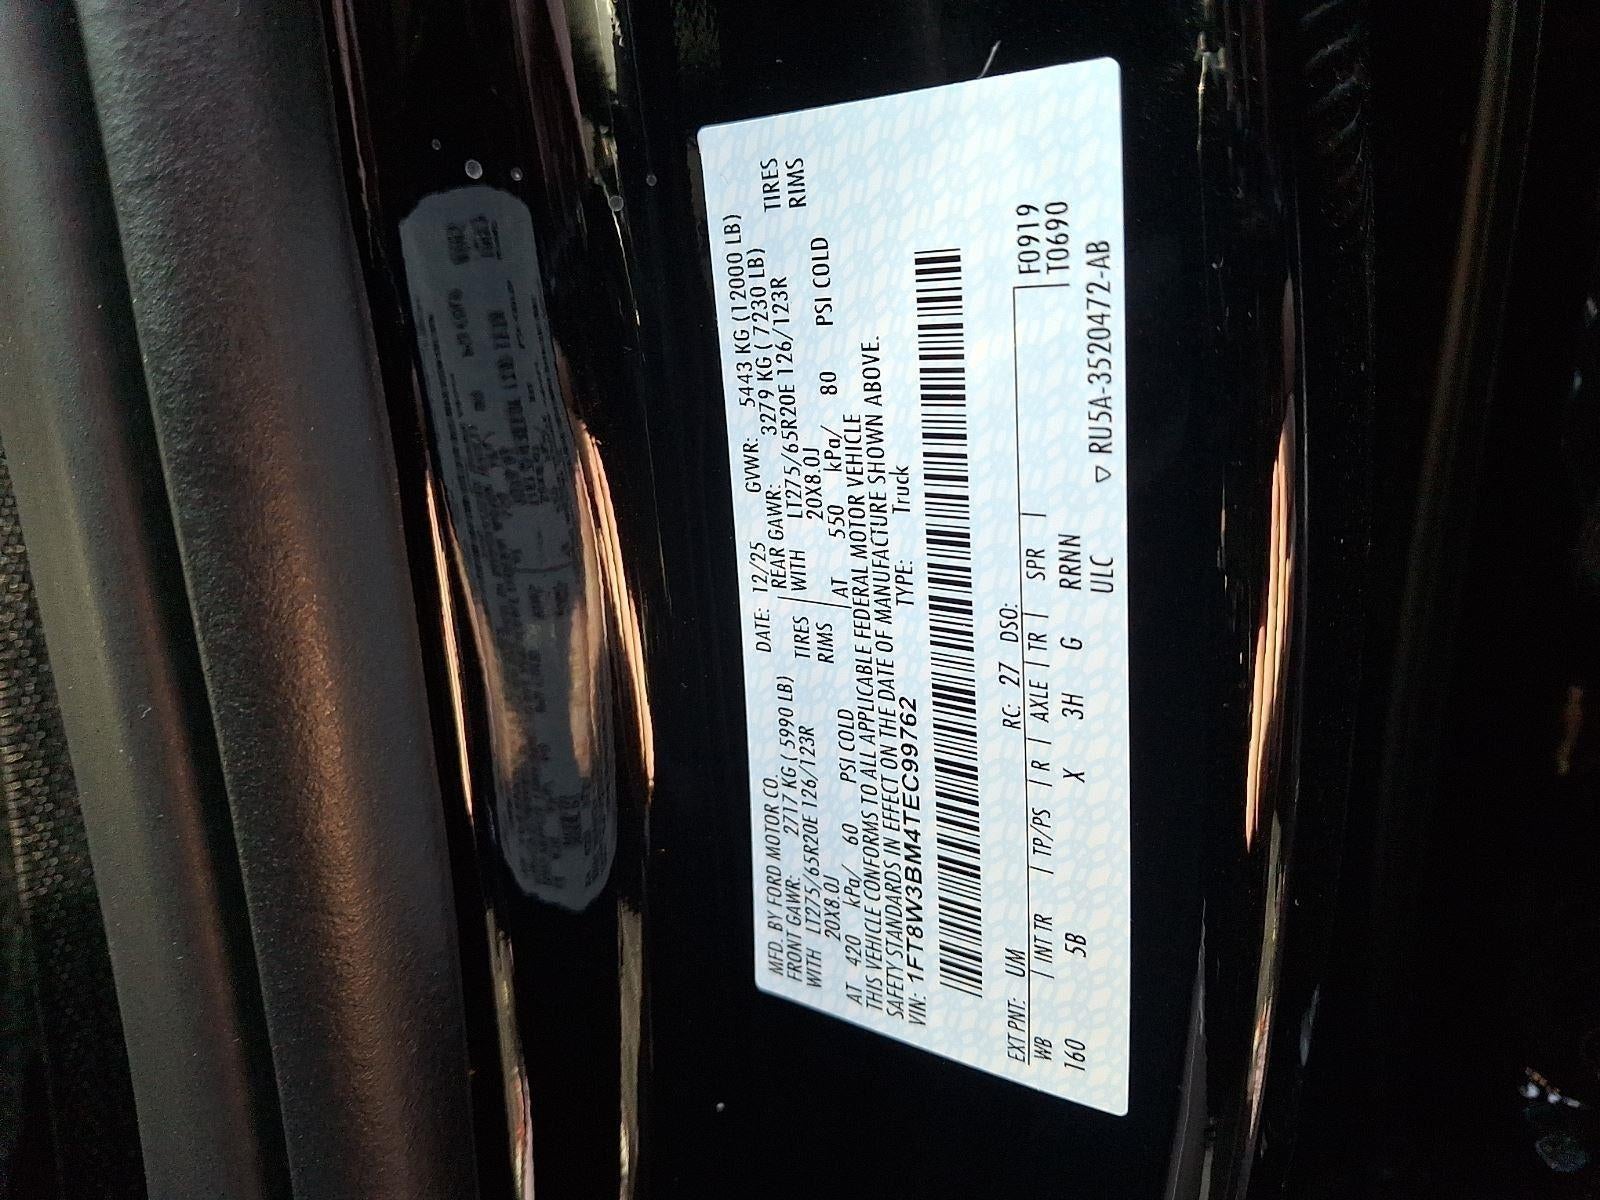 MFD. BY FORD MOTOR CO. DATE: 12/25 GVWR: 5443 KG (12000 LB)
FRONT GAWR: 2717 KG ( 5990 LB) REAR GAWR: 3279 KG ( 7230 LB)
WITH LT275/65R20E 126/123R TIRES WITH LT275/65R20E 126/123R TIRES
20X8.0J RIMS 20X8.0J RIMS
AT 420 kPa/ 60 PSI COLD AT 550 kPa/ 80 PSI COLD
THIS VEHICLE CONFORMS TO ALL APPLICABLE FEDERAL MOTOR VEHICLE
SAFETY STANDARDS IN EFFECT ON THE DATE OF MANUFACTURE SHOWN ABOVE.
VIN: 1FT8W3BM4TEC99762 TYPE: Truck
EXT PNT: UM RC: 27 DSO: F0919
WB | INT TR | TP/PS | R | AXLE | TR | SPR | T0690
160 5B X 3H G RRNN
ULC ▽ RU5A-3520472-AB